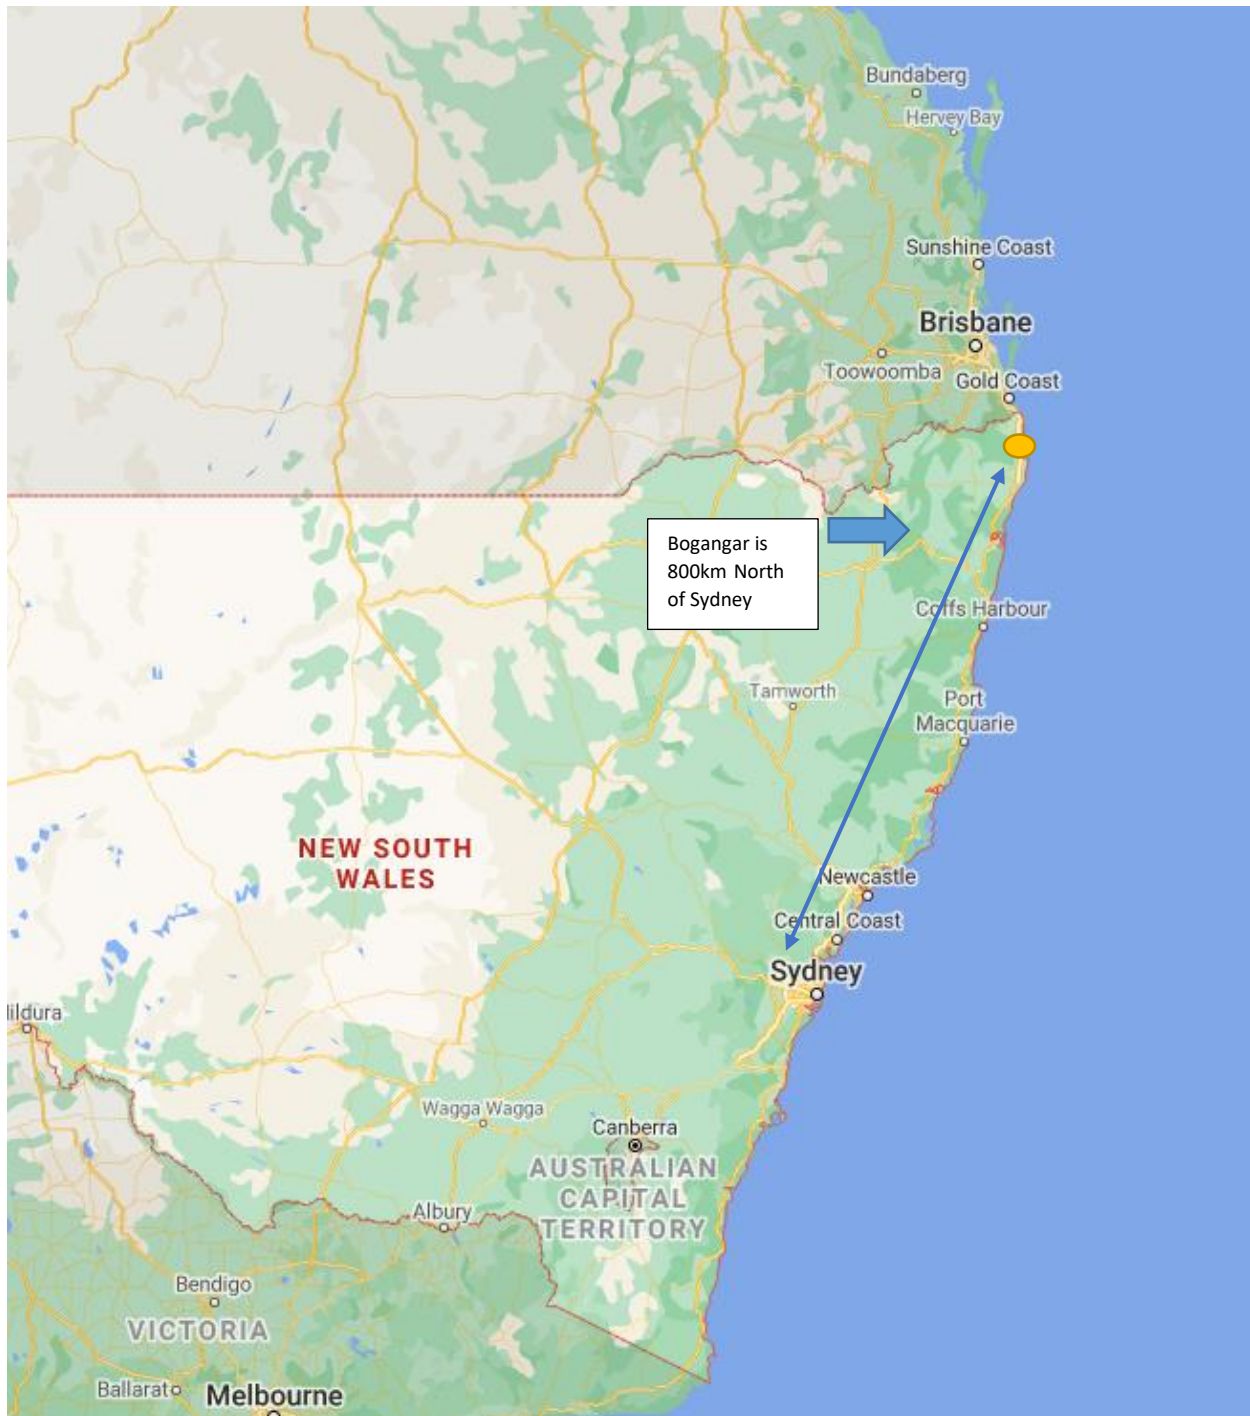 Bundaberg
Hervey Bay
Sunshine Coast
Brisbane
Toowoomba
Gold Coast
Bogangar is
800km North
of Sydney
Coffs Harbour
Tamworth
Port
Macquarie
NEW SOUTH
WALES
Newcastle
Central Coast
Sydney
ildura
Wagga Wagga
Canberra
AUSTRALIAN
CAPITAL
TERRITORY
Albury
Bendigo
VICTORIA
Ballarat
Melbourne